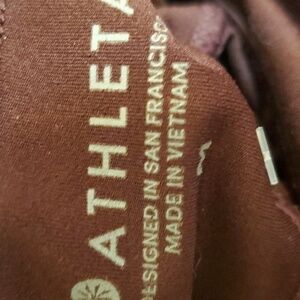 ATHLETA
DESIGNED IN SAN FRANCISC
MADE IN VIETNAM